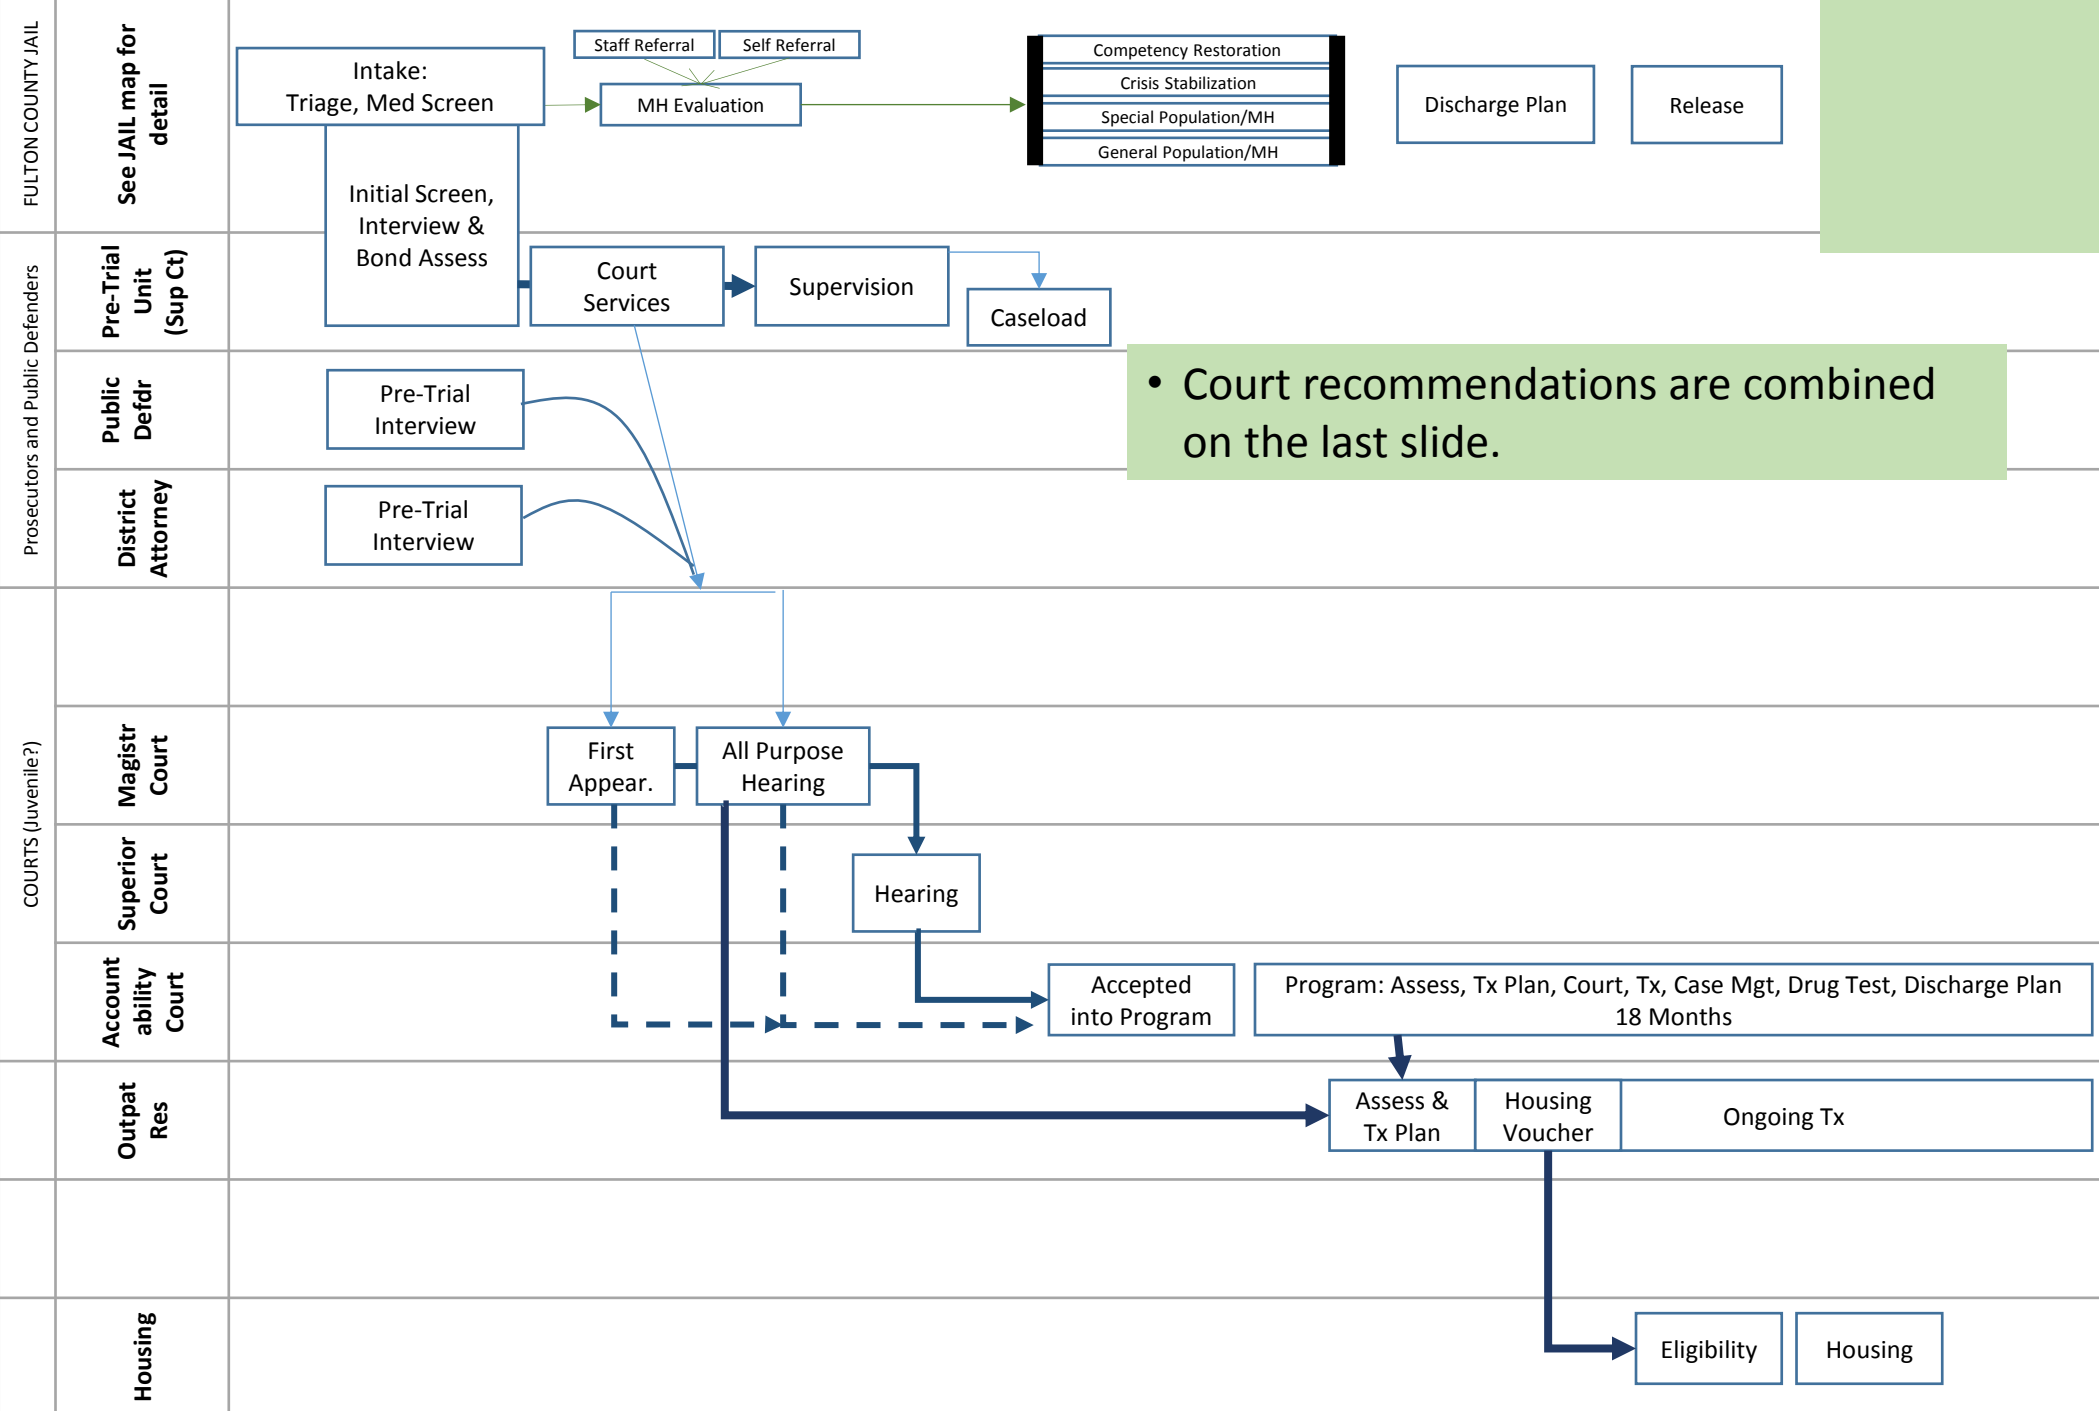 FULTON COUNTY JAIL
See JAIL map for
detail
Intake:
Triage, Med Screen
Staff Referral
Self Referral
MH Evaluation
Competency Restoration
Crisis Stabilization
Special Population/MH
General Population/MH
Discharge Plan
Release
Initial Screen,
Interview &
Bond Assess
Prosecutors and Public Defenders
Pre-Trial
Unit
(Sup Ct)
Court
Services
Supervision
Caseload
Public
Defdr
Pre-Trial
Interview
• Court recommendations are combined
on the last slide.
District
Attorney
Pre-Trial
Interview
COURTS (Juvenile?)
Magistr
Court
First
Appear.
All Purpose
Hearing
Superior
Court
Hearing
Account
ability
Court
Accepted
into Program
Program: Assess, Tx Plan, Court, Tx, Case Mgt, Drug Test, Discharge Plan
18 Months
Outpat
Res
Assess &
Tx Plan
Housing
Voucher
Ongoing Tx
Housing
Eligibility
Housing